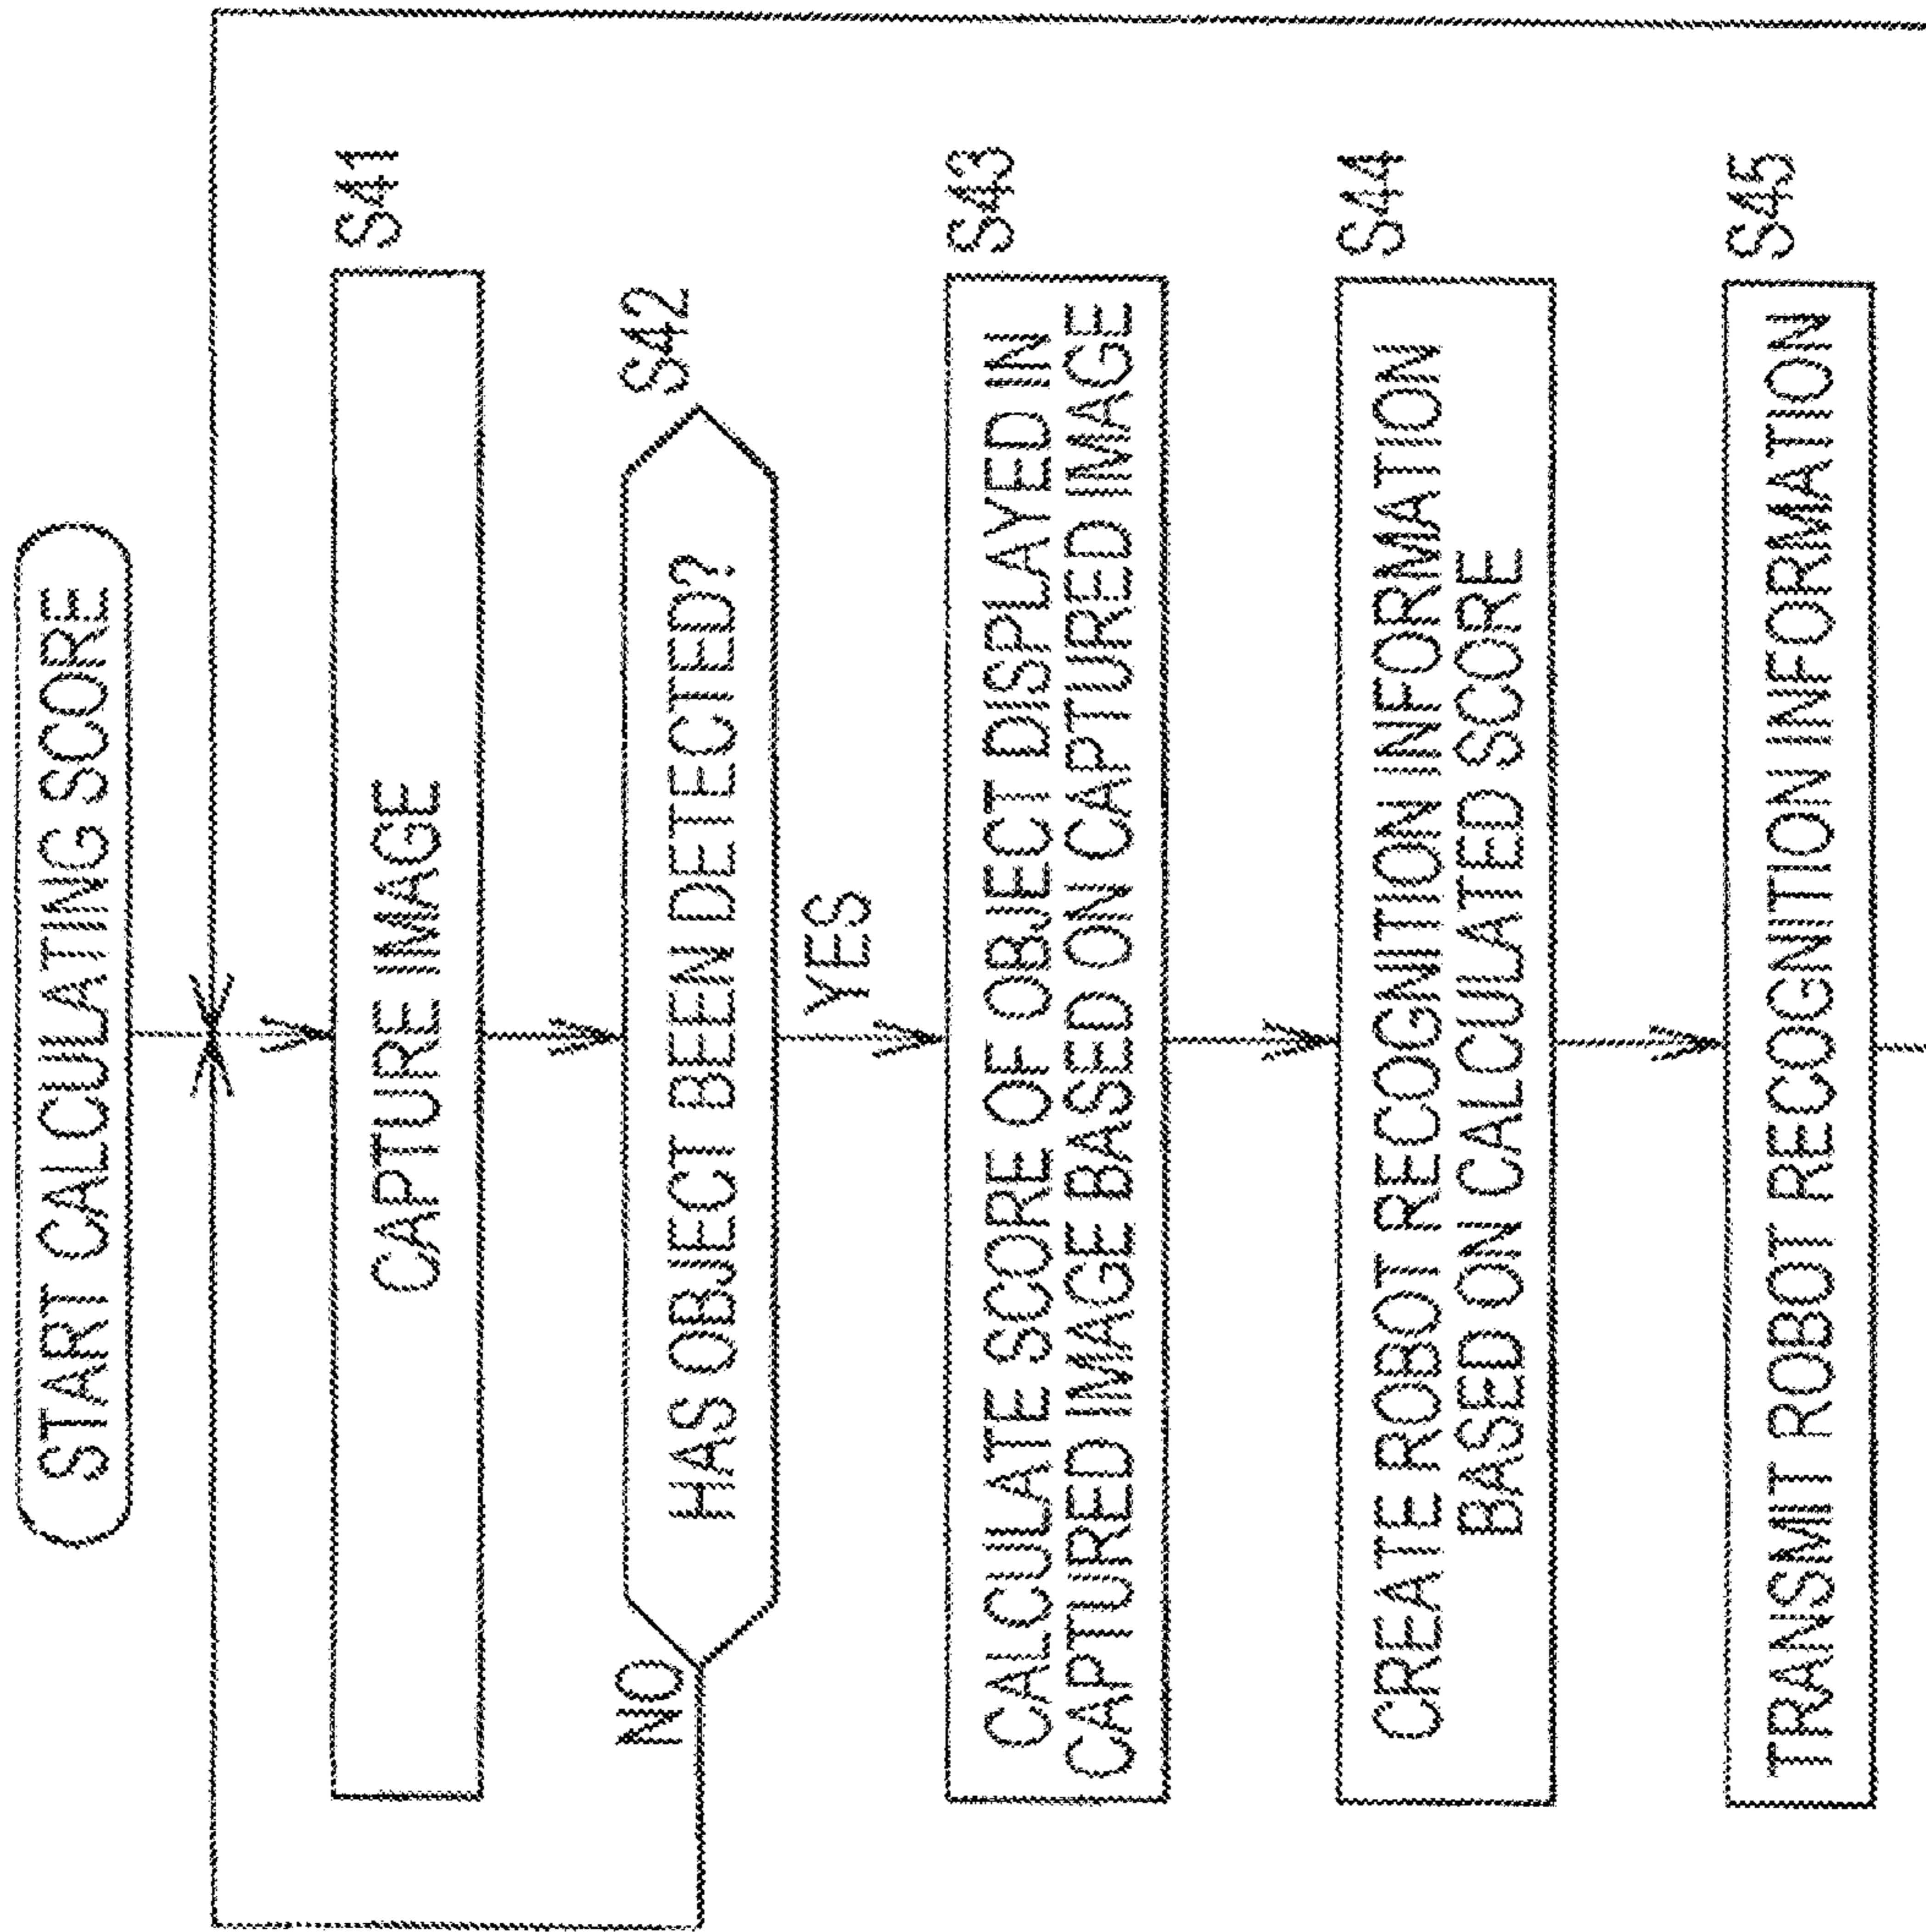 START CALCULATING SCORE
S41
CAPTURE IMAGE
S42
HAS OBJECT BEEN DETECTED?
NO
YES
S43
CALCULATE SCORE OF OBJECT DISPLAYED IN
CAPTURED IMAGE BASED ON CAPTURED IMAGE
S44
CREATE ROBOT RECOGNITION INFORMATION
BASED ON CALCULATED SCORE
S45
TRANSMIT ROBOT RECOGNITION INFORMATION